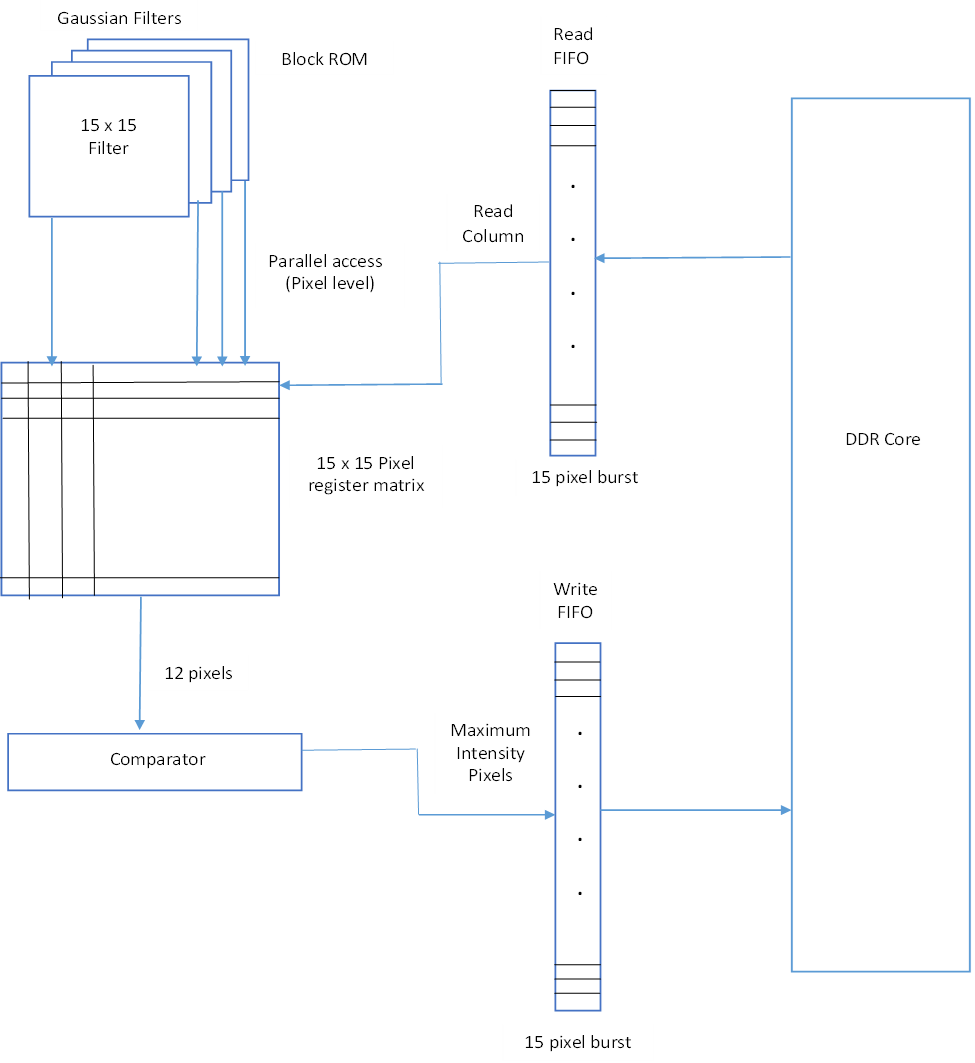 Gaussian Filters
Block ROM
15 x 15
Filter
Read
FIFO
Read
Column
Parallel access
(Pixel level)
DDR Core
15 x 15 Pixel
register matrix
15 pixel burst
Write
FIFO
12 pixels
Maximum
Intensity
Pixels
Comparator
15 pixel burst